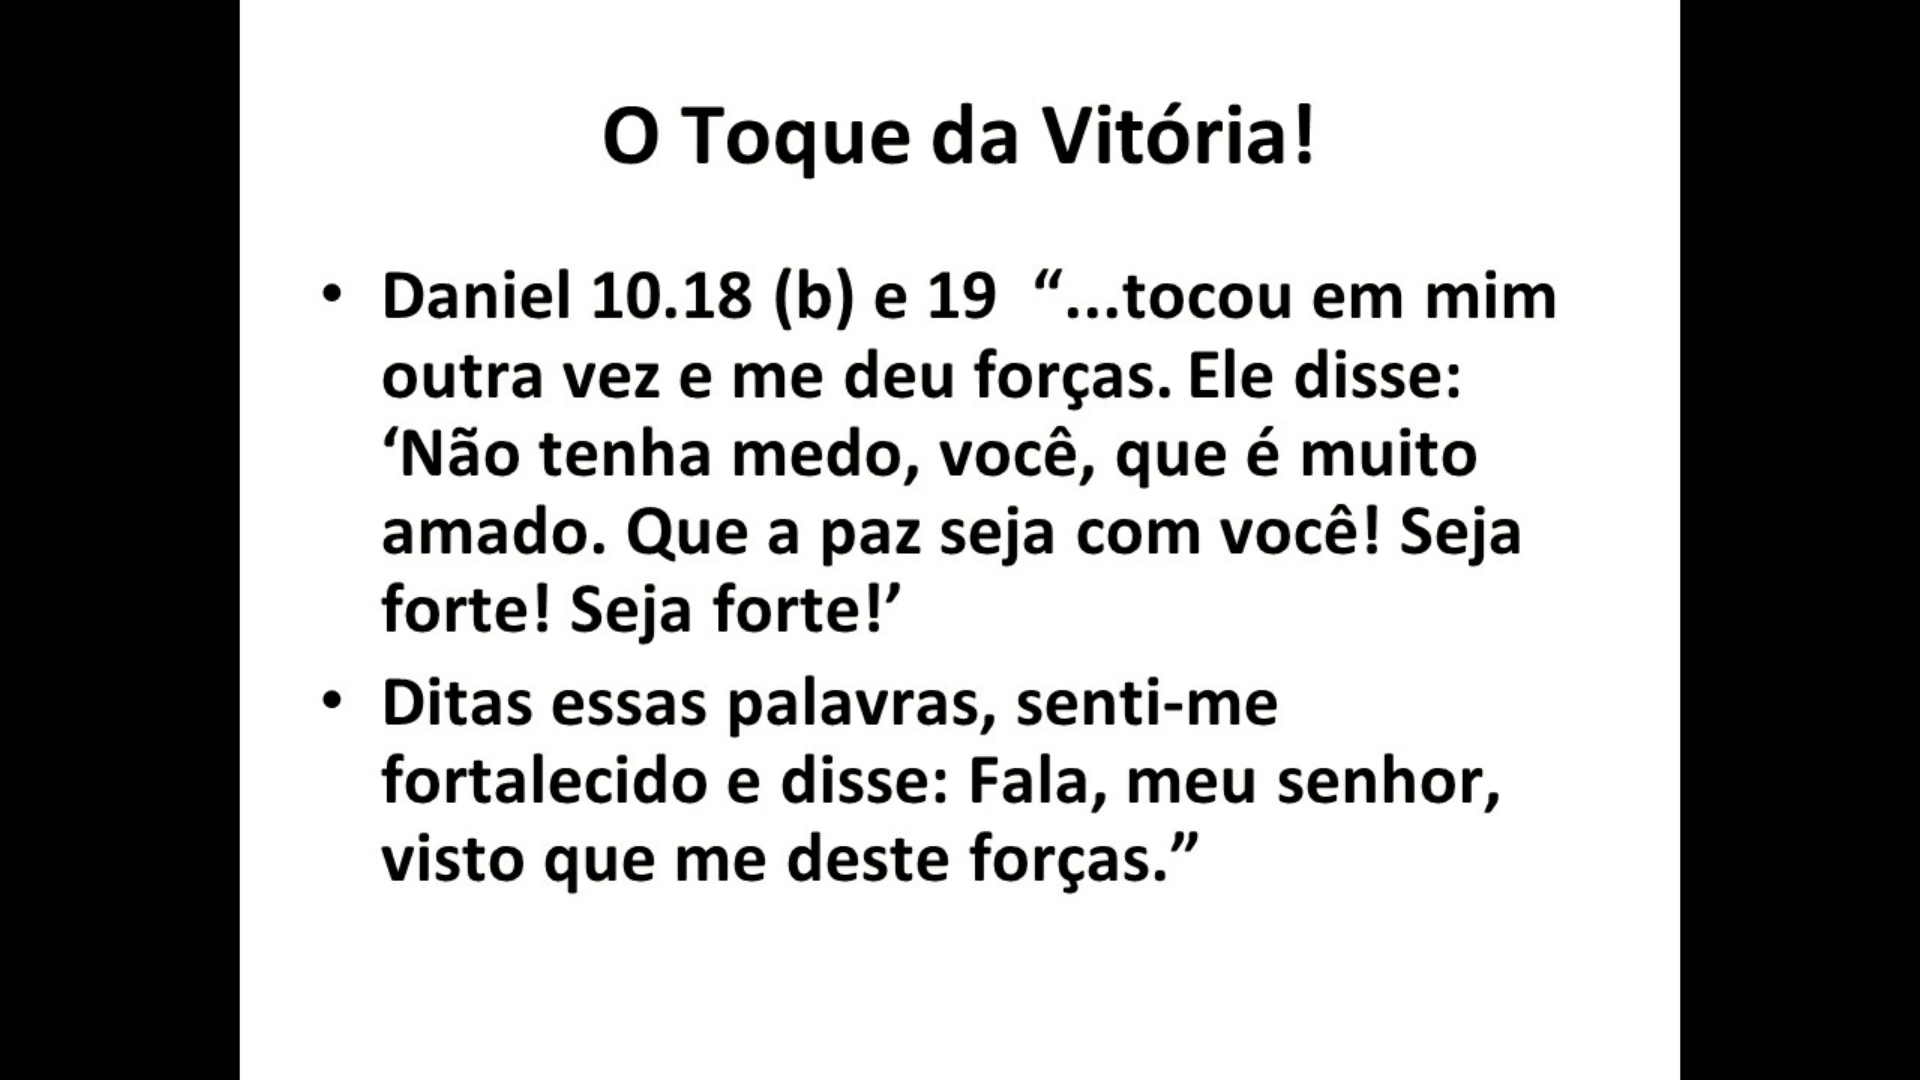 O Toque da Vitória!
• Daniel 10.18 (b) e 19  “...tocou em mim
outra vez e me deu forças. Ele disse:
‘Não tenha medo, você, que é muito
amado. Que a paz seja com você! Seja
forte! Seja forte!’
• Ditas essas palavras, senti-me
fortalecido e disse: Fala, meu senhor,
visto que me deste forças.”